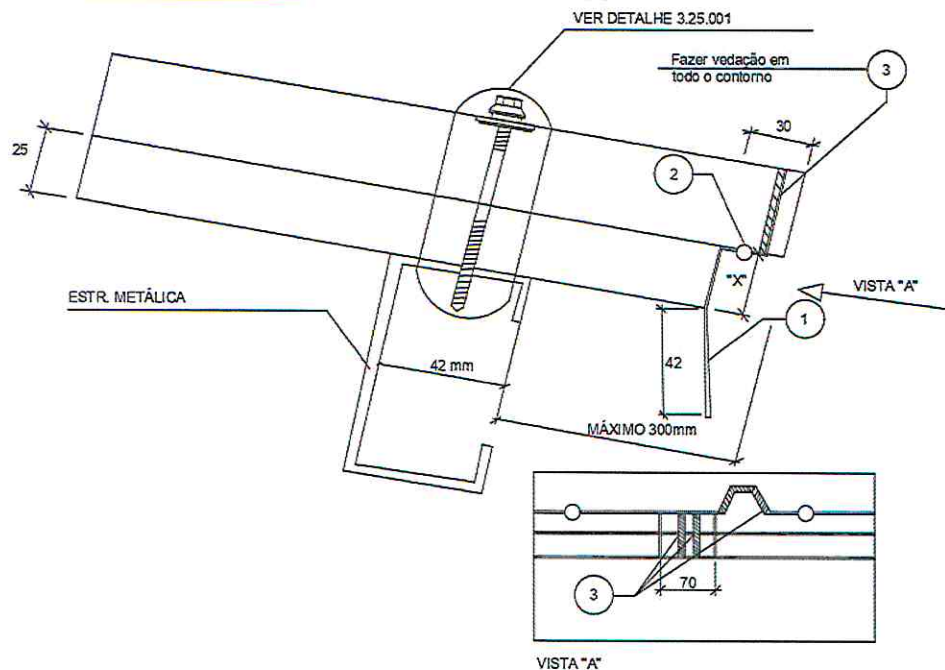 VER DETALHE 3.25.001
Fazer vedação em
todo o contorno
3
30
25
2
"X"
VISTA "A"
ESTR. METÁLICA
1
42 mm
42
MÁXIMO 300mm
3
70
VISTA "A"